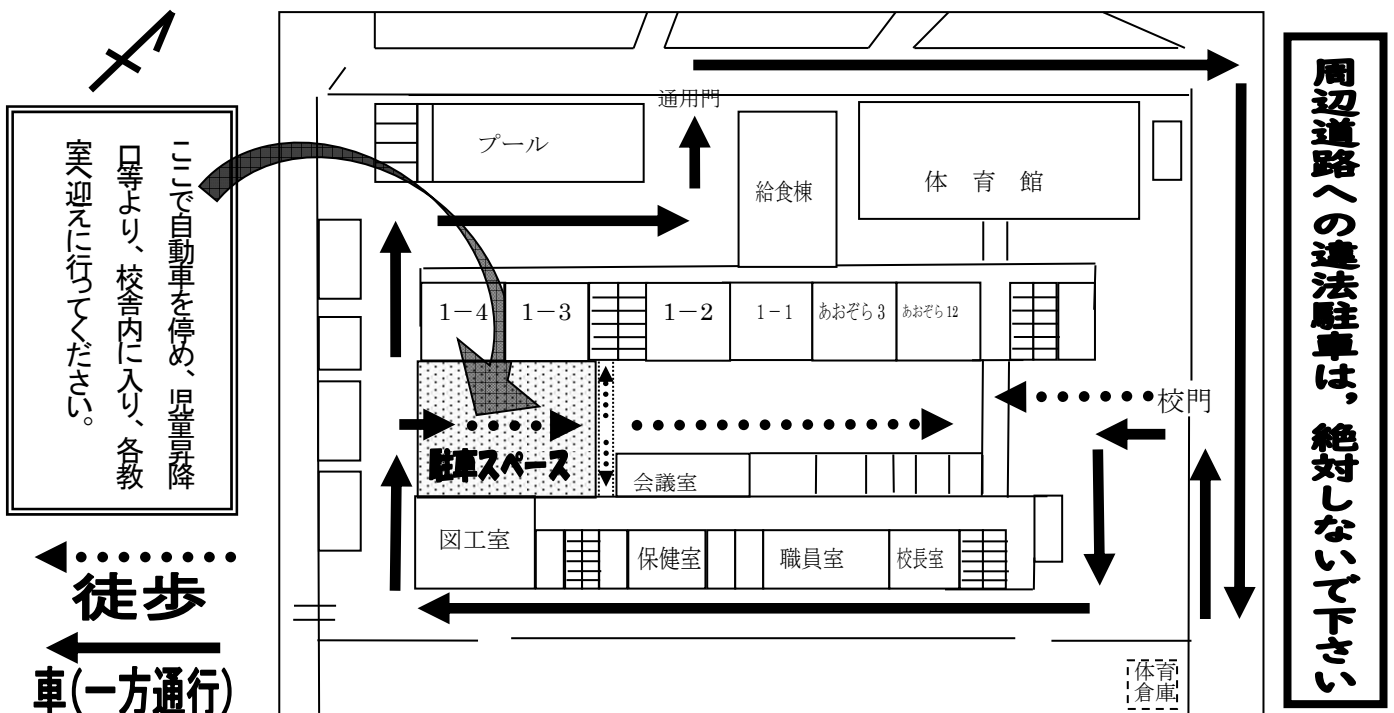 周辺道路への違法駐車は，絶対しないで下さい
ここで自動車を停め、児童昇降
口等より、校舎内に入り、各教
室へ迎えに行ってください。
通用門
プール
給食棟
体　育　館
1－4
1－3
1－2
1－1
あおぞら3
あおぞら12
校門
駐車スペース
会議室
図工室
保健室
職員室
校長室
徒歩
車(一方通行)
体育
倉庫